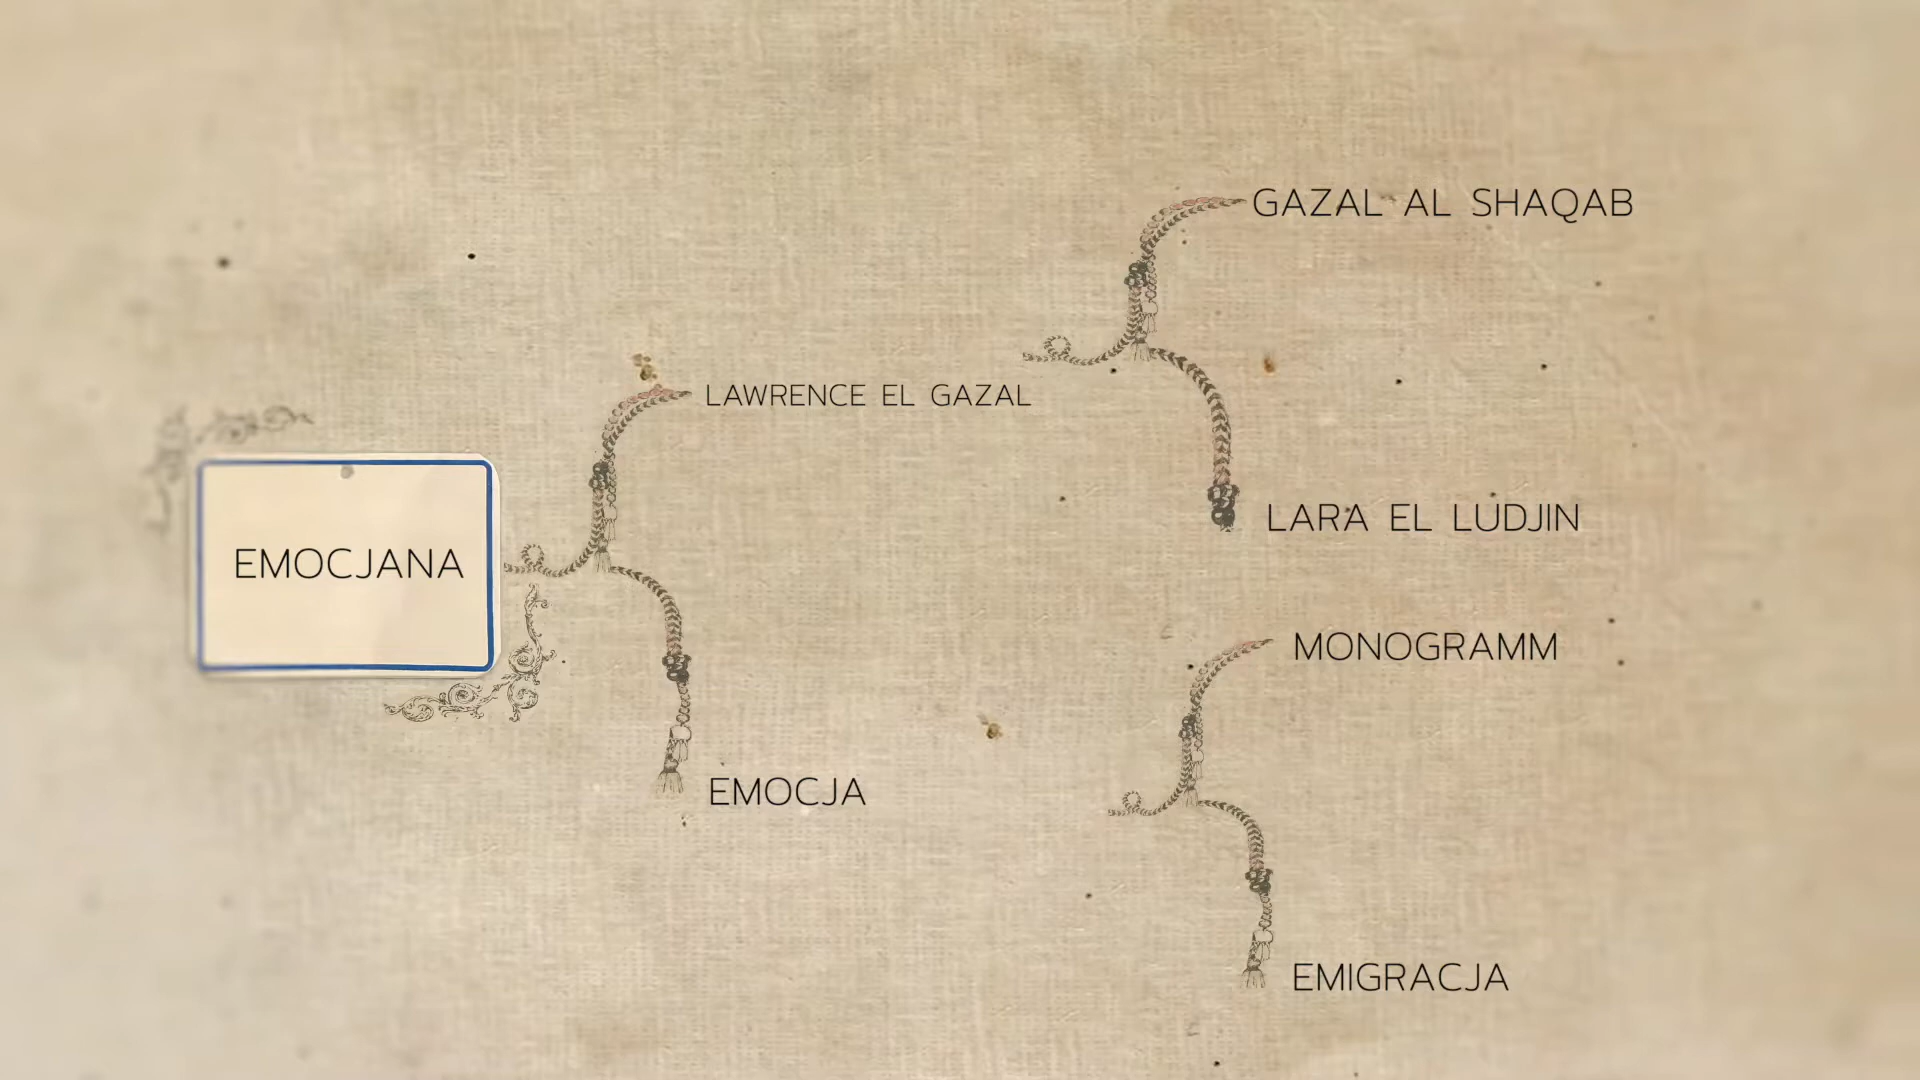 GAZAL AL SHAQAB
LAWRENCE EL GAZAL
LARA EL LUDJIN
EMOCJANA
MONOGRAMM
EMOCJA
EMIGRACJA